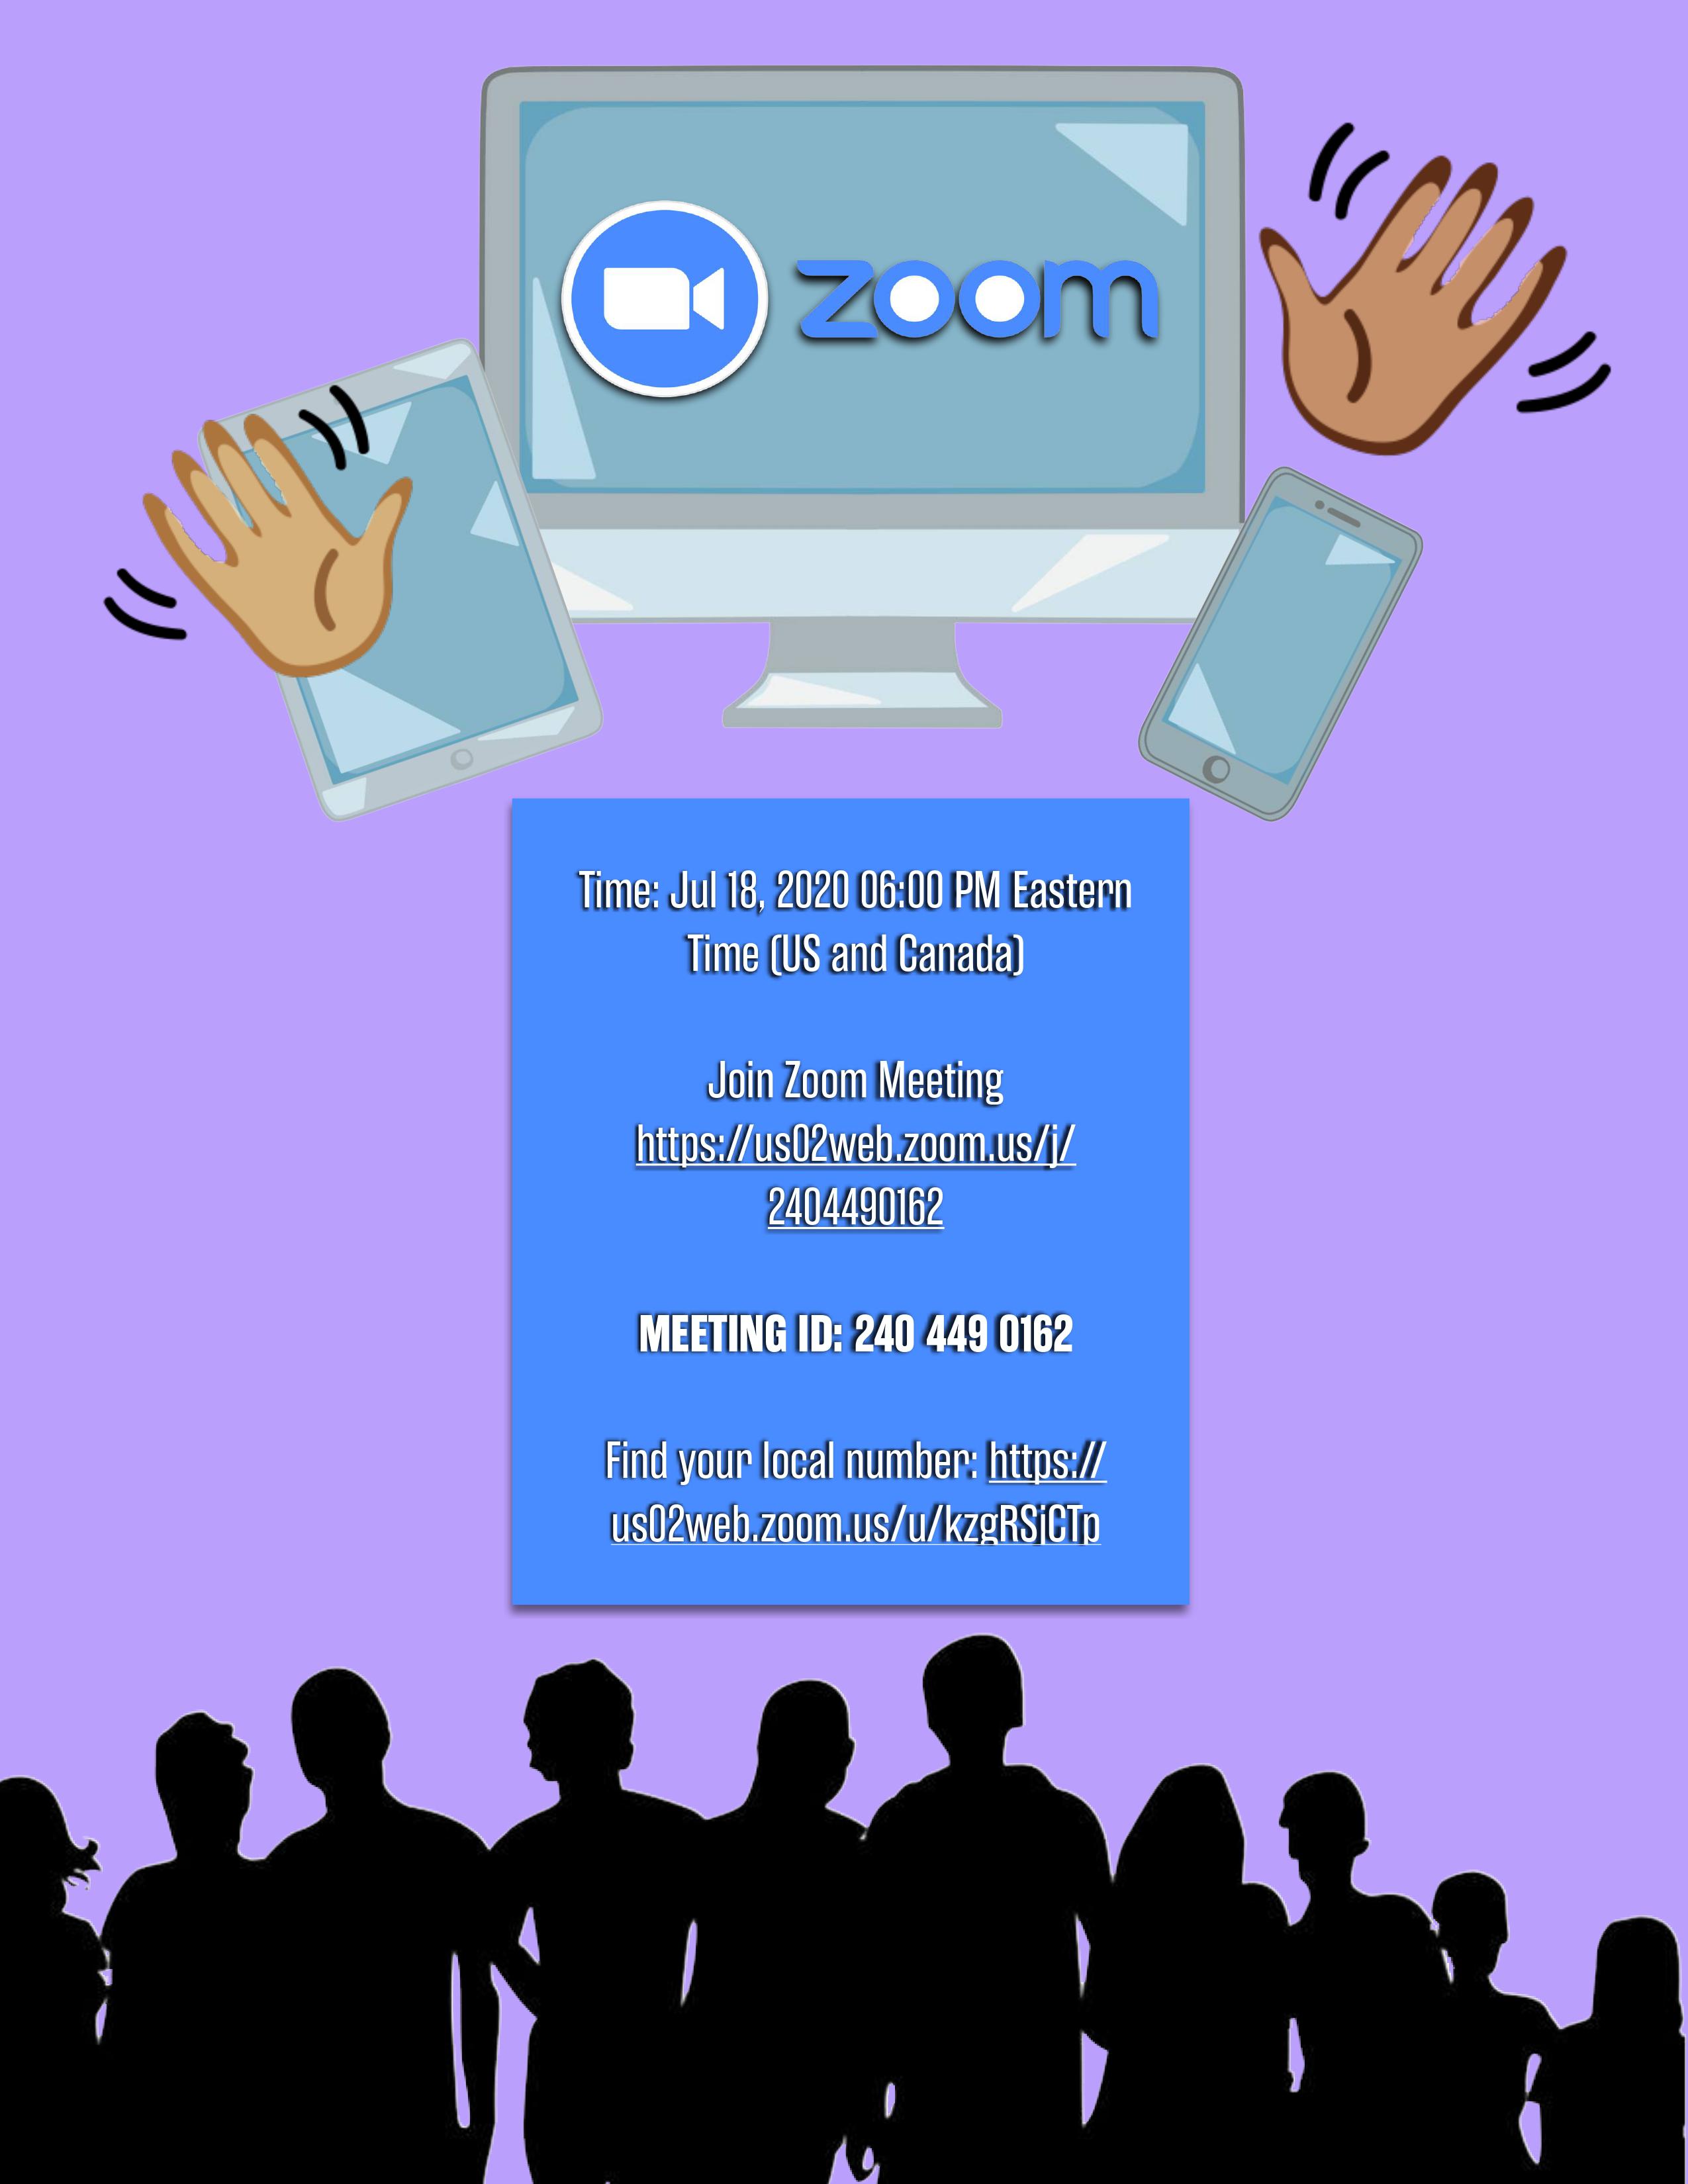 zoom
Time: Jul 18, 2020 06:00 PM Eastern
Time (US and Canada)
Join Zoom Meeting
https://us02web.zoom.us/j/
2404490162
MEETING ID: 240 449 0162
Find your local number: https://
us02web.zoom.us/u/kzgRSjCTp